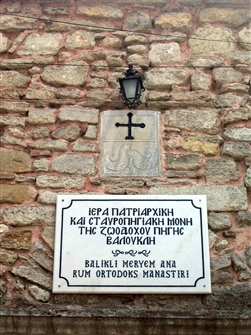 ΙΕΡΑ ΠΑΤΡΙΑΡΧΙΚΗ
ΚΑΙ ΣΤΑΥΡΟΠΗΓΙΑΚΗ ΜΟΝΗ
ΤΗΣ ΖΩΟΔΟΧΟΥ ΠΗΓΗΣ
ΒΑΛΟΥΚΛΗ
BALIKLI MERYEM ANA
RUM ORTODOKS MANASTIRI